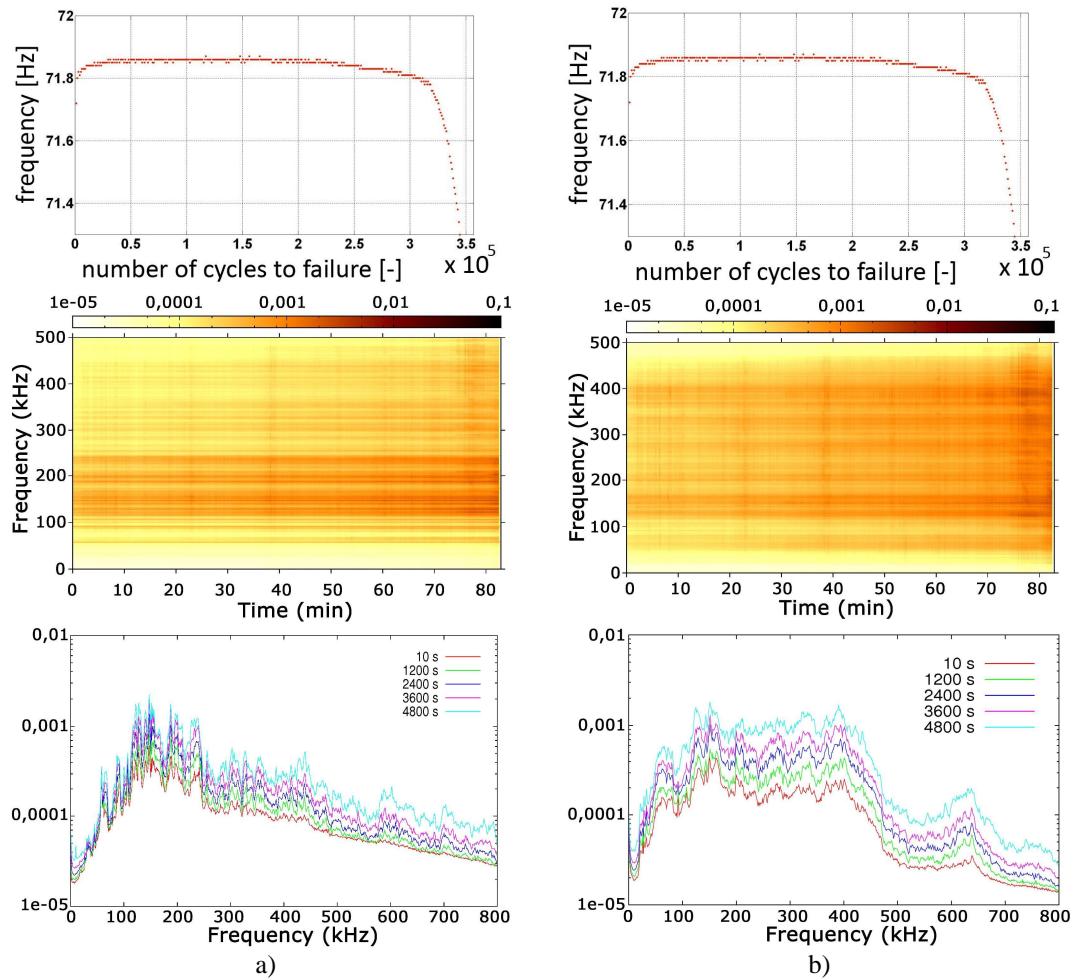 72
71.8
71.6
71.4
frequency [Hz]
0 0.5 1 1.5 2 2.5 3 3.5
number of cycles to failure [-] x 10^5
1e-05 0,0001 0,001 0,01 0,1
500
400
300
200
100
0
Frequency (kHz)
0 10 20 30 40 50 60 70 80
Time (min)
0,01
0,001
0,0001
1e-05
10 s
1200 s
2400 s
3600 s
4800 s
0 100 200 300 400 500 600 700 800
Frequency (kHz)
a)
72
71.8
71.6
71.4
frequency [Hz]
0 0.5 1 1.5 2 2.5 3 3.5
number of cycles to failure [-] x 10^5
1e-05 0,0001 0,001 0,01 0,1
500
400
300
200
100
0
Frequency (kHz)
0 10 20 30 40 50 60 70 80
Time (min)
0,01
0,001
0,0001
1e-05
10 s
1200 s
2400 s
3600 s
4800 s
0 100 200 300 400 500 600 700 800
Frequency (kHz)
b)